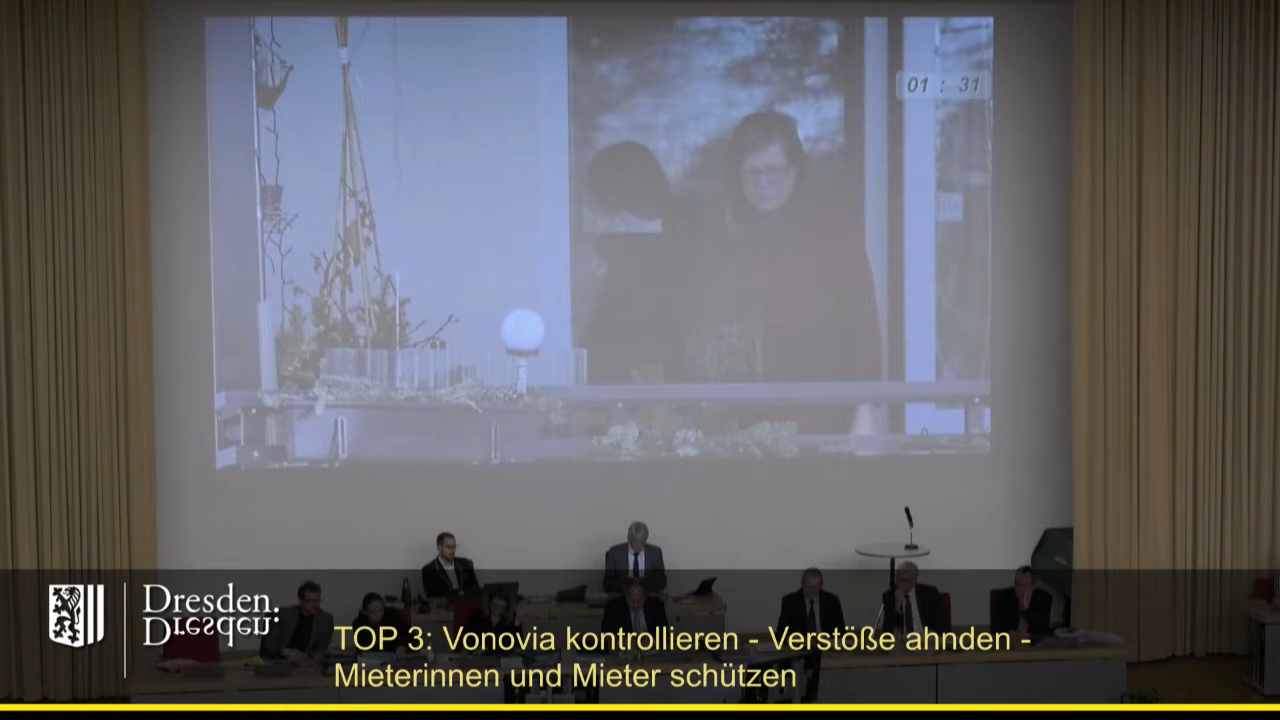 01 : 31
Dresden.
Dresden.
TOP 3: Vonovia kontrollieren - Verstöße ahnden -
Mieterinnen und Mieter schützen